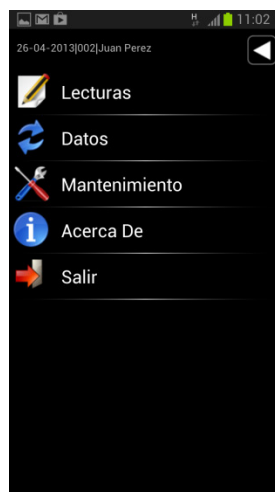 H 11:02
26-04-2013|002|Juan Perez
Lecturas
Datos
Mantenimiento
i Acerca De
Salir